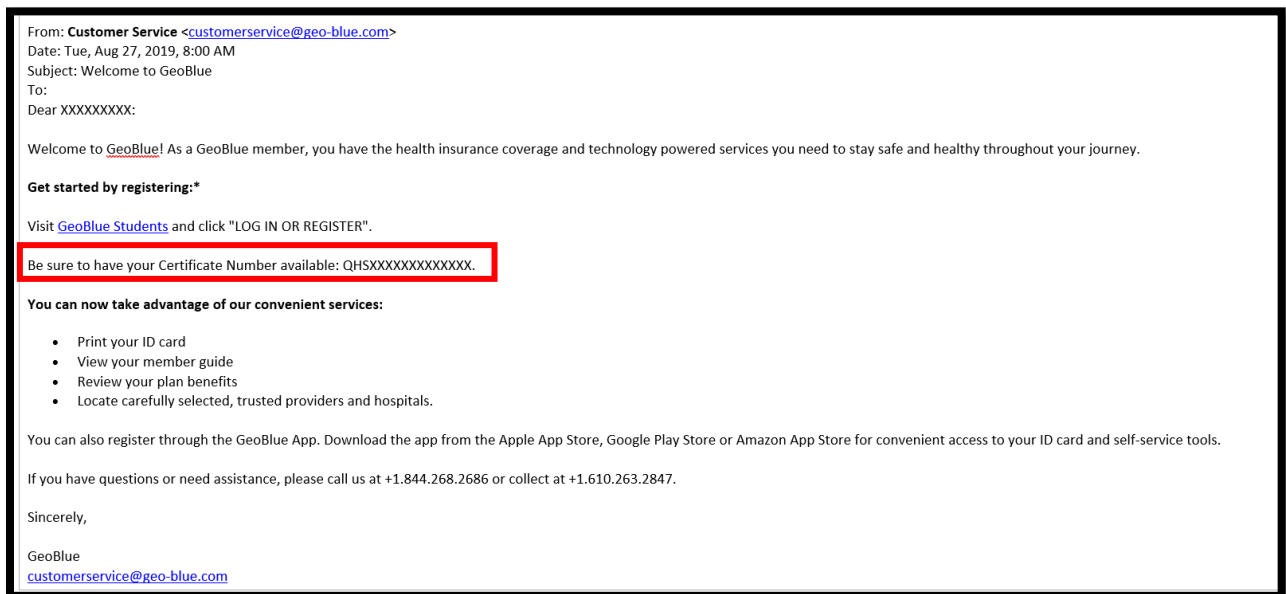 From: Customer Service <customerservice@geo-blue.com>
Date: Tue, Aug 27, 2019, 8:00 AM
Subject: Welcome to GeoBlue
To:
Dear XXXXXXXXX:
Welcome to GeoBlue! As a GeoBlue member, you have the health insurance coverage and technology powered services you need to stay safe and healthy throughout your journey.
Get started by registering:*
Visit GeoBlue Students and click "LOG IN OR REGISTER".
Be sure to have your Certificate Number available: QHSXXXXXXXXXXXXX.
You can now take advantage of our convenient services:
• Print your ID card
• View your member guide
• Review your plan benefits
• Locate carefully selected, trusted providers and hospitals.
You can also register through the GeoBlue App. Download the app from the Apple App Store, Google Play Store or Amazon App Store for convenient access to your ID card and self-service tools.
If you have questions or need assistance, please call us at +1.844.268.2686 or collect at +1.610.263.2847.
Sincerely,
GeoBlue
customerservice@geo-blue.com